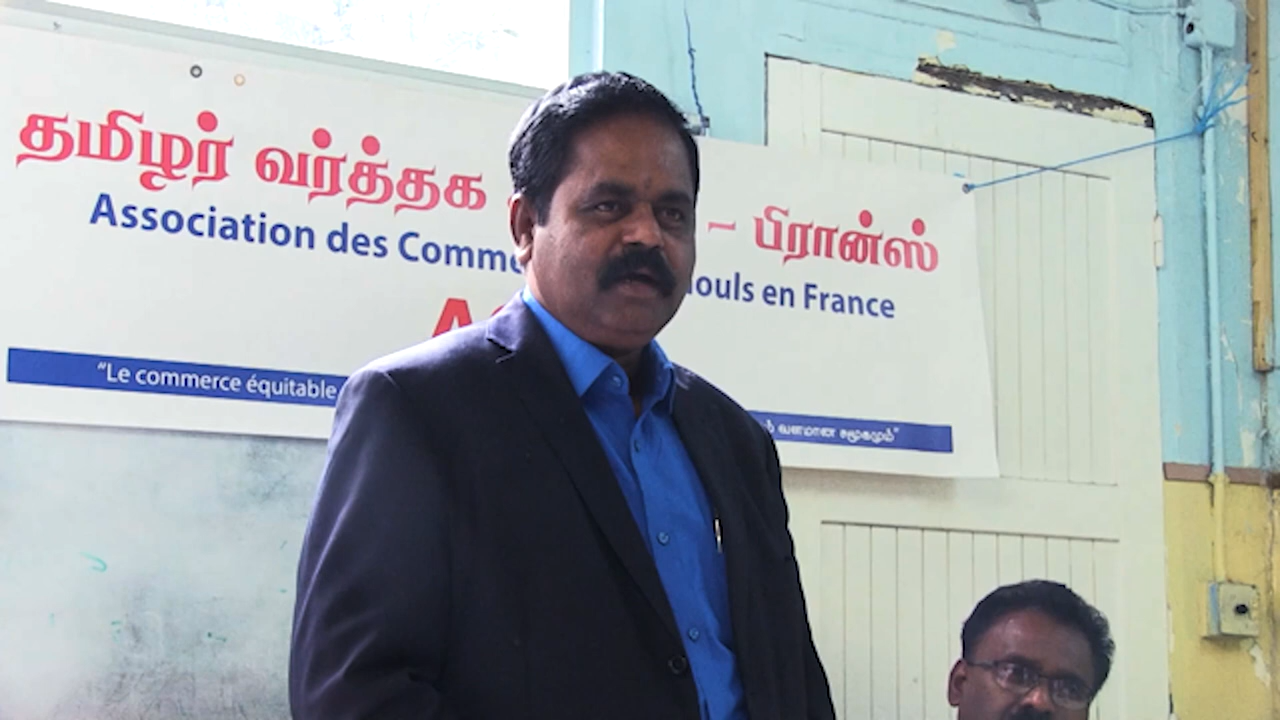 தமிழர் வர்த்தக – பிரான்ஸ்
Association des Comme ouls en France
A
“Le commerce équitable வளமான சமூகமும்”